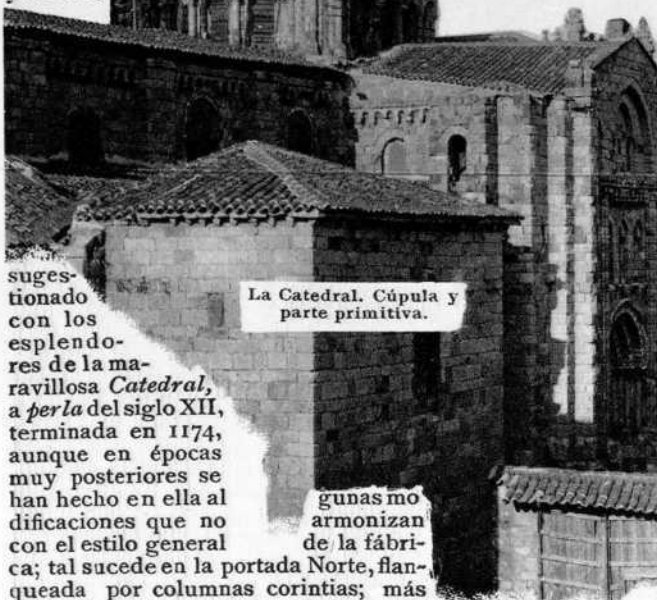 La Catedral. Cúpula y
parte primitiva.
suges-
tionado
con los
esplendo-
res de la ma-
ravillosa Catedral,
a perla del siglo XII,
terminada en 1174,
aunque en épocas
muy posteriores se
han hecho en ella al gunas mo
dificaciones que no armonizan
con el estilo general de la fábri-
ca; tal sucede en la portada Norte, flan-
queada por columnas corintias; más